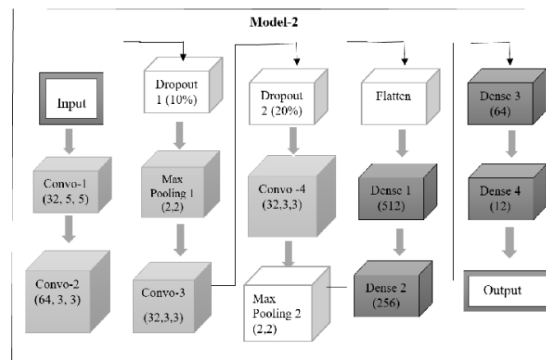 Model-2
Input
Convo-1
(32, 5, 5)
Convo-2
(64, 3, 3)
Dropout
1 (10%)
Max
Pooling 1
(2,2)
Convo-3
(32,3,3)
Dropout
2 (20%)
Convo -4
(32,3,3)
Max
Pooling 2
(2,2)
Flatten
Dense 1
(512)
Dense 2
(256)
Dense 3
(64)
Dense 4
(12)
Output